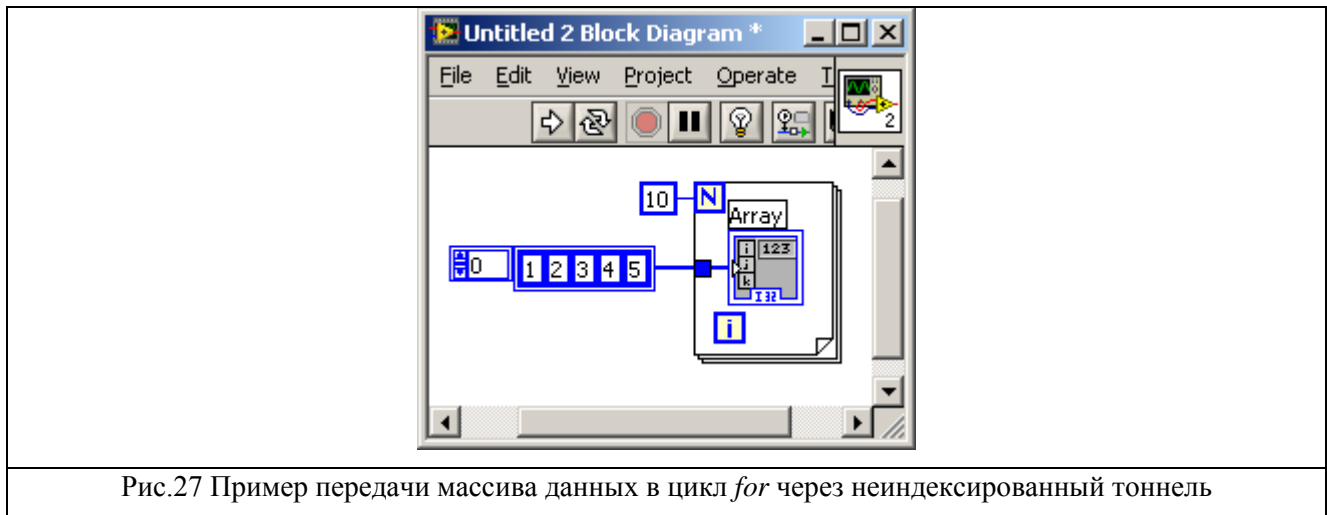 Untitled 2 Block Diagram *
File Edit View Project Operate T
2
10 N
Array
i 123
j
k
I32
0 1 2 3 4 5
i
Рис.27 Пример передачи массива данных в цикл for через неиндексированный тоннель